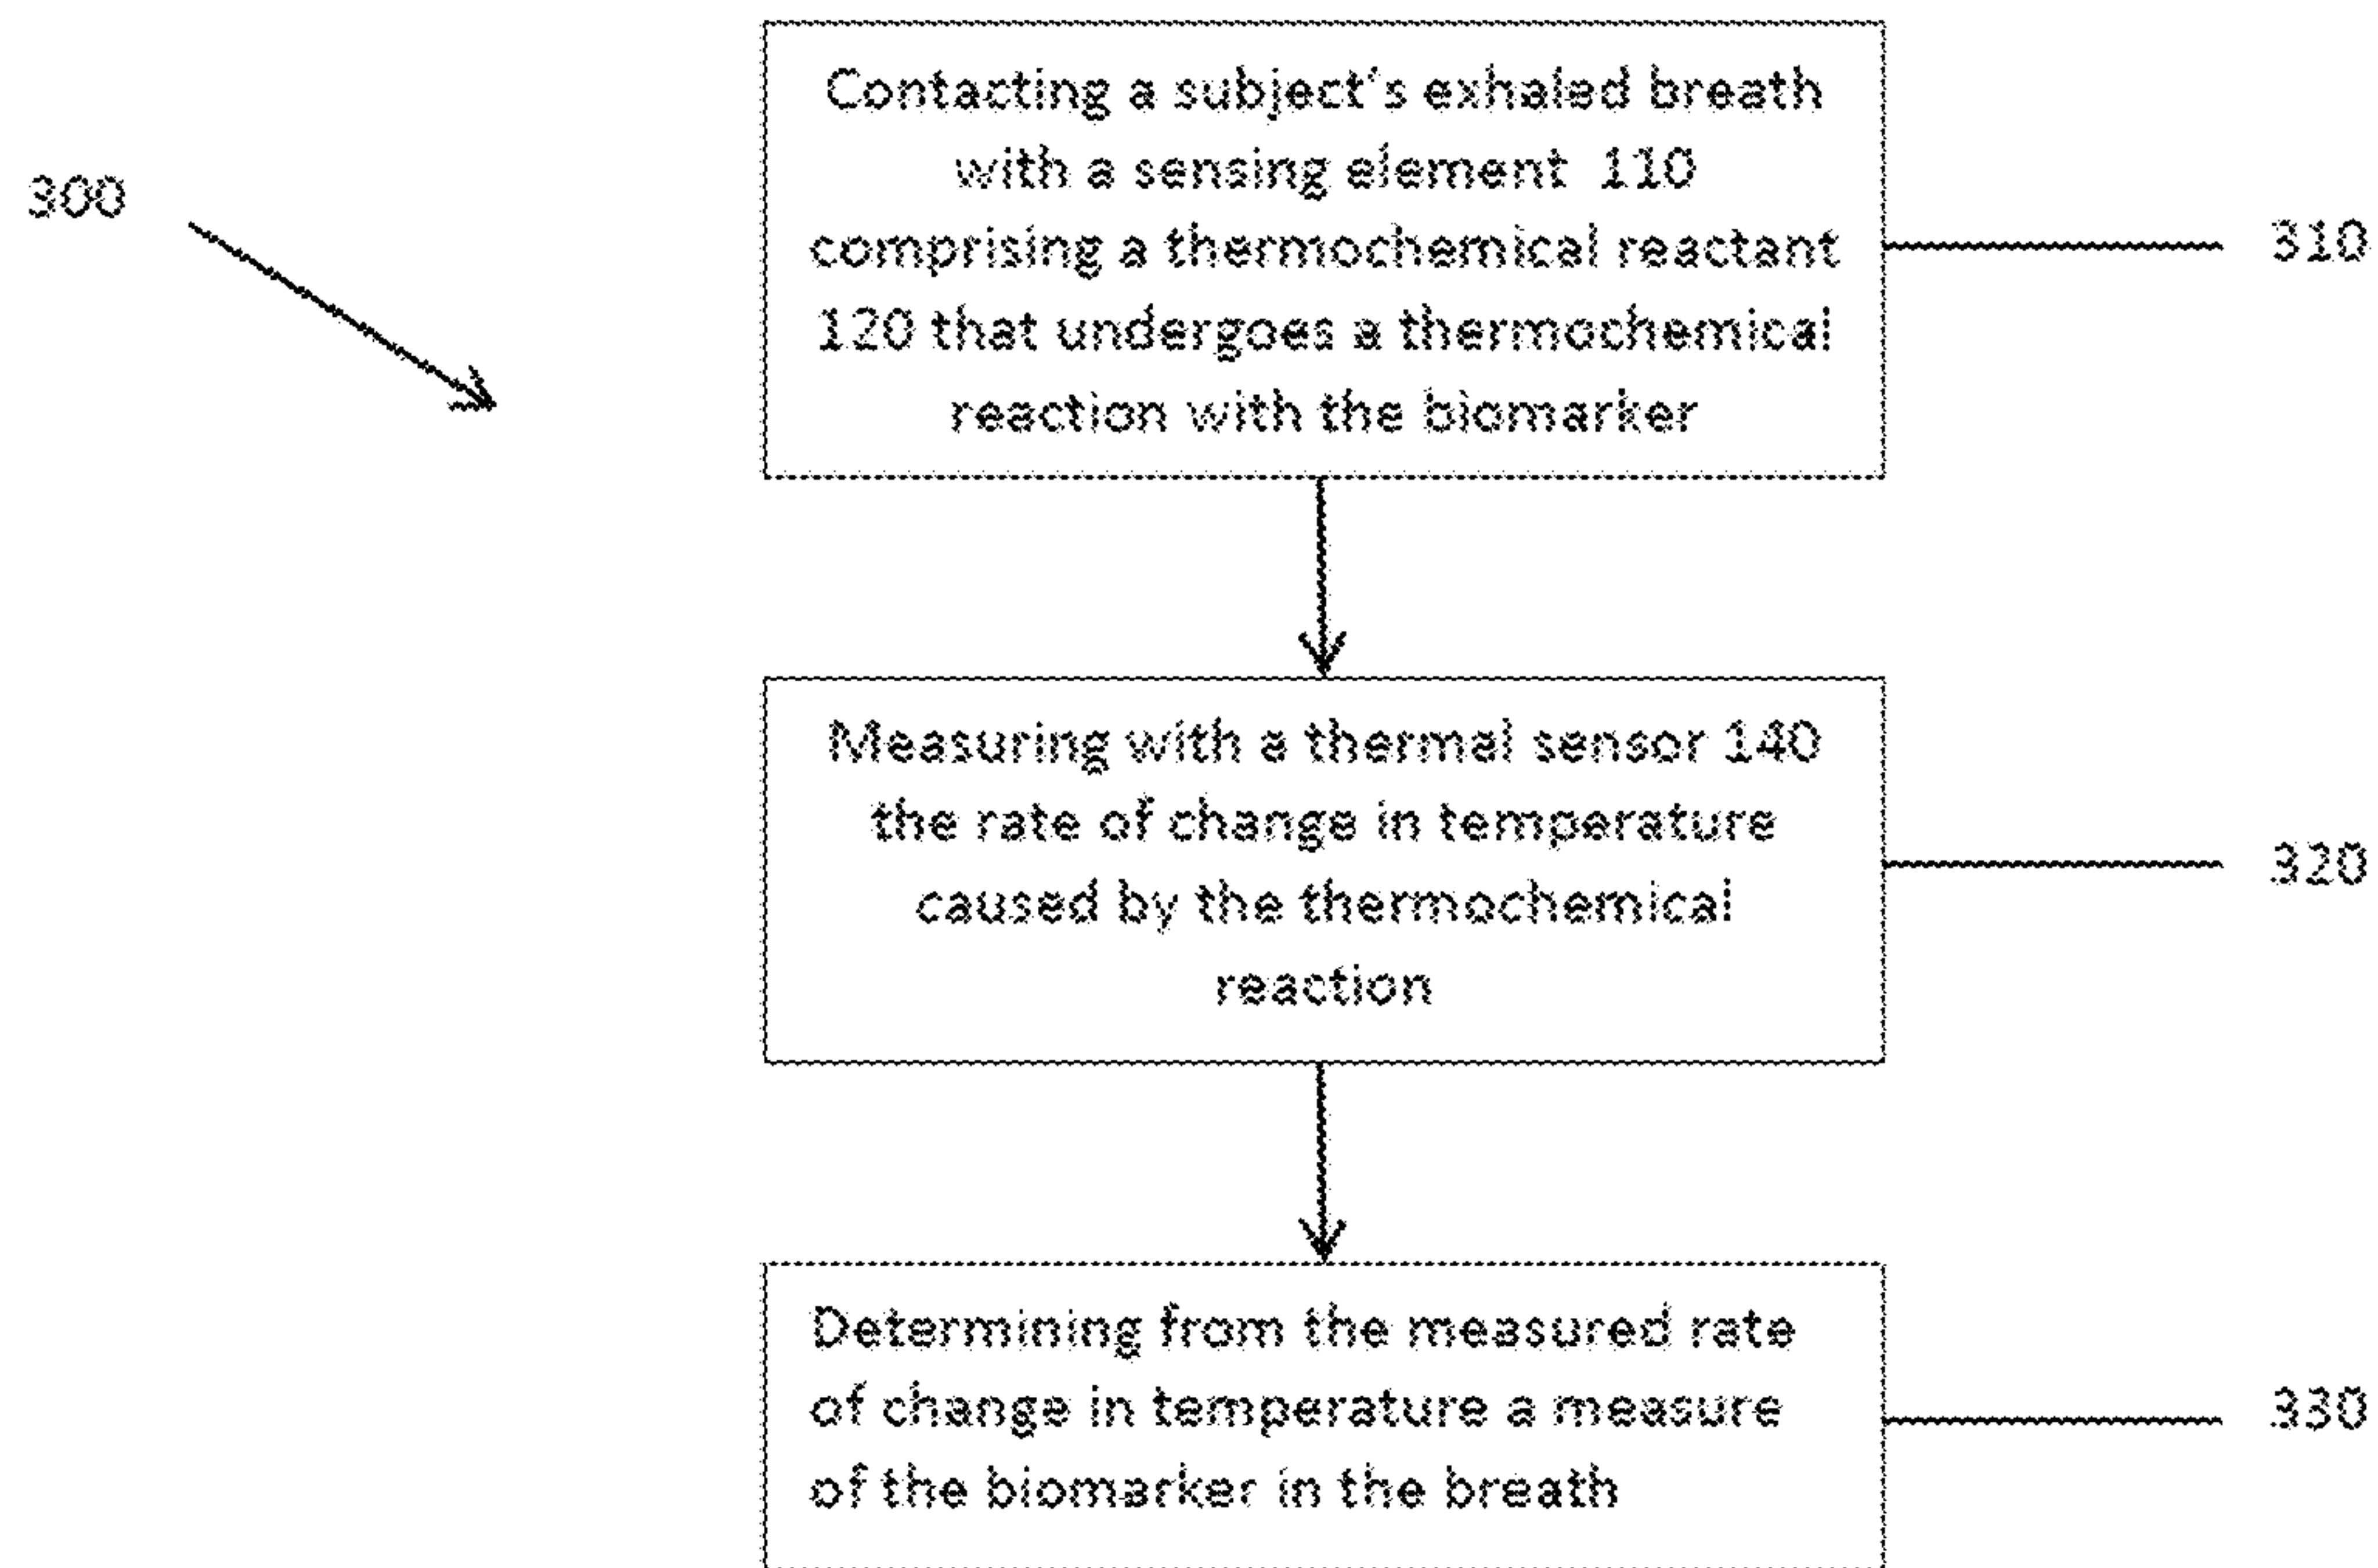 300
Contacting a subject's exhaled breath
with a sensing element 110
comprising a thermochemical reactant
120 that undergoes a thermochemical
reaction with the biomarker
310
Measuring with a thermal sensor 140
the rate of change in temperature
caused by the thermochemical
reaction
320
Determining from the measured rate
of change in temperature a measure
of the biomarker in the breath
330